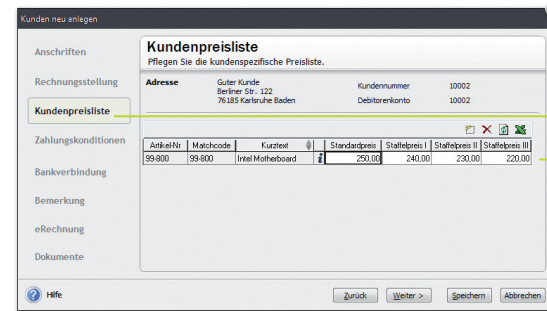 Kunden neu anlegen
Anschriften
Rechnungsstellung
Kundenpreisliste
Zahlungskonditionen
Bankverbindung
Bemerkung
eRechnung
Dokumente
Kundenpreisliste
Pflegen Sie die kundenspezifische Preisliste.
Adresse Guter Kunde Kundennummer 10002
Berliner Str. 122 Debitorenkonto 10002
76185 Karlsruhe Baden
Artikel-Nr Matchcode Kurztext Standardpreis Staffelpreis I Staffelpreis II Staffelpreis III
99-800 99-800 Intel Motherboard i 250,00 240,00 230,00 220,00
Hilfe Zurück Weiter > Speichern Abbrechen